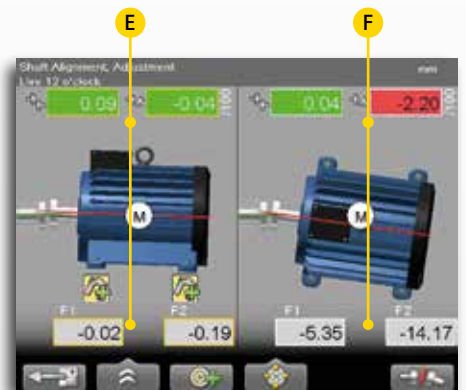 E F
Shaft Alignment, Adjustment mm
Live 12 o'clock
0.09 -0.04 /100 0.04 -2.20 /100
M M
F1 F2 F1 F2
-0.02 -0.19 -5.35 -14.17